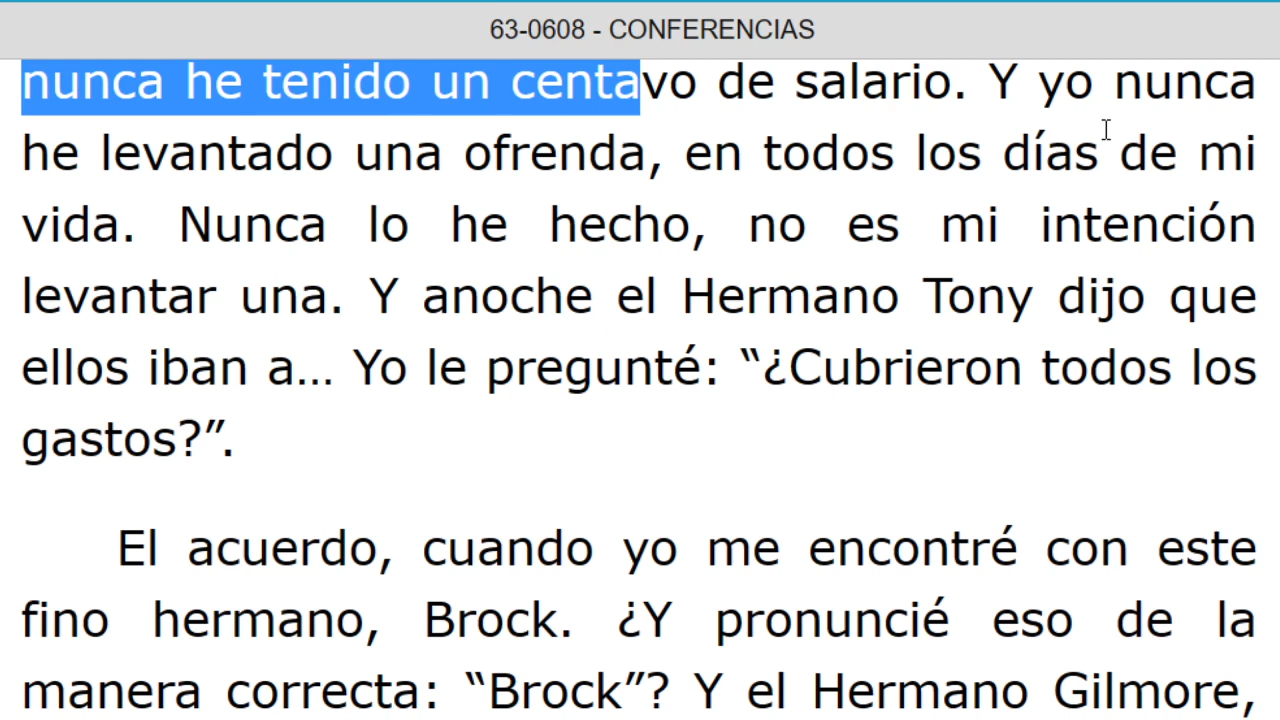 63-0608 - CONFERENCIAS
nunca he tenido un centavo de salario. Y yo nunca
he levantado una ofrenda, en todos los días de mi
vida. Nunca lo he hecho, no es mi intención
levantar una. Y anoche el Hermano Tony dijo que
ellos iban a… Yo le pregunté: “¿Cubrieron todos los
gastos?”.
El acuerdo, cuando yo me encontré con este
fino hermano, Brock. ¿Y pronuncié eso de la
manera correcta: “Brock”? Y el Hermano Gilmore,